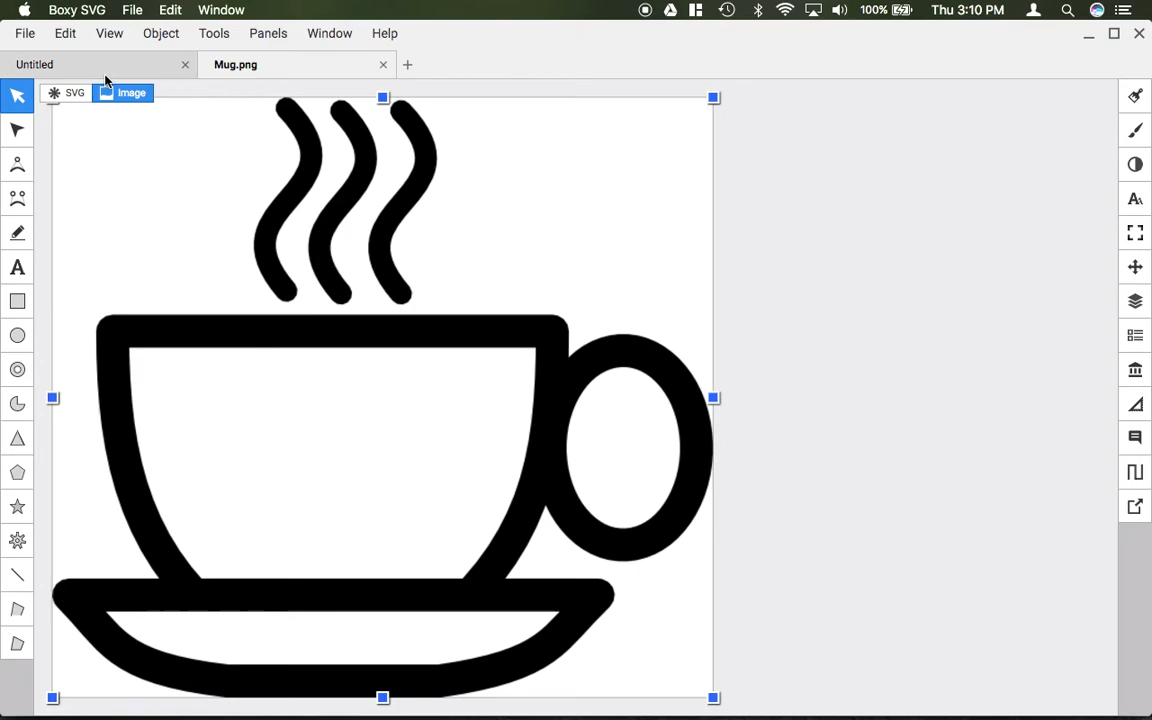 Boxy SVG File Edit Window 100% Thu 3:10 PM
File Edit View Object Tools Panels Window Help
Untitled Mug.png
SVG Image
A
AA